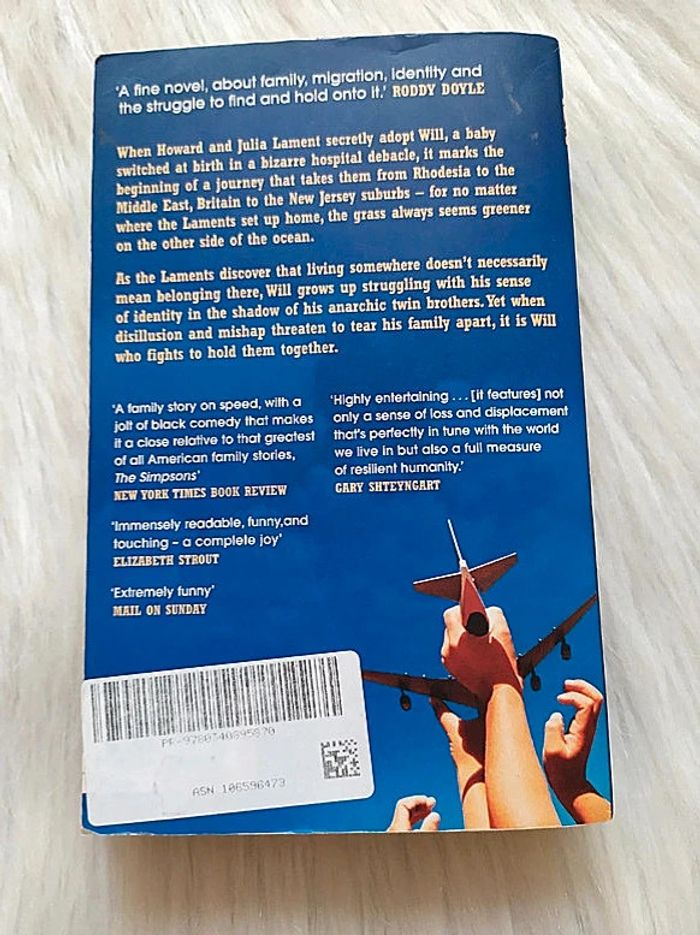 ‘A fine novel, about family, migration, identity and
the struggle to find and hold onto it.’ RODDY DOYLE
When Howard and Julia Lament secretly adopt Will, a baby
switched at birth in a bizarre hospital debacle, it marks the
beginning of a journey that takes them from Rhodesia to the
Middle East, Britain to the New Jersey suburbs – for no matter
where the Laments set up home, the grass always seems greener
on the other side of the ocean.
As the Laments discover that living somewhere doesn’t necessarily
mean belonging there, Will grows up struggling with his sense
of identity in the shadow of his anarchic twin brothers. Yet when
disillusion and mishap threaten to tear his family apart, it is Will
who fights to hold them together.
‘A family story on speed, with a
jolt of black comedy that makes
it a close relative to that greatest
of all American family stories,
The Simpsons’
NEW YORK TIMES BOOK REVIEW
‘Immensely readable, funny,and
touching – a complete joy’
ELIZABETH STROUT
‘Extremely funny’
MAIL ON SUNDAY
‘Highly entertaining . . . [it features] not
only a sense of loss and displacement
that’s perfectly in tune with the world
we live in but also a full measure
of resilient humanity.’
GARY SHTEYNGART
PF-9780340895870
ASN 106596473